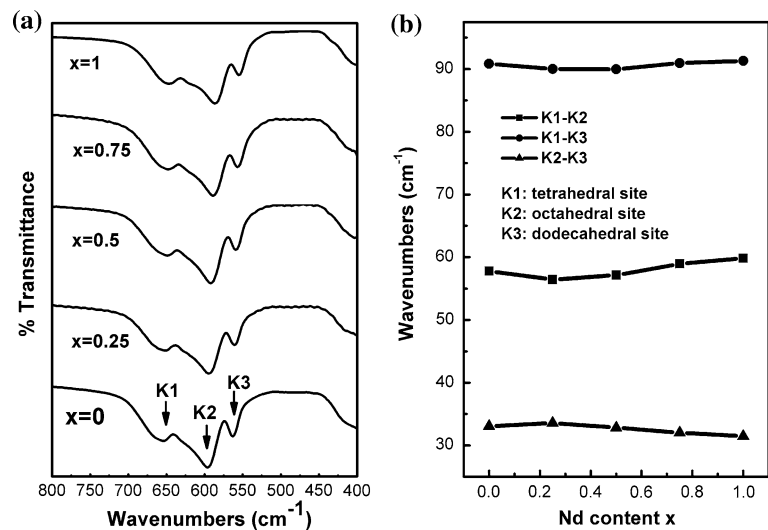 (a)
x=1
x=0.75
x=0.5
x=0.25
x=0
K1
K2
K3
% Transmittance
800 750 700 650 600 550 500 450 400
Wavenumbers (cm-1)
(b)
90
80
70
60
50
40
30
Wavenumbers (cm-1)
K1-K2
K1-K3
K2-K3
K1: tetrahedral site
K2: octahedral site
K3: dodecahedral site
0.0 0.2 0.4 0.6 0.8 1.0
Nd content x